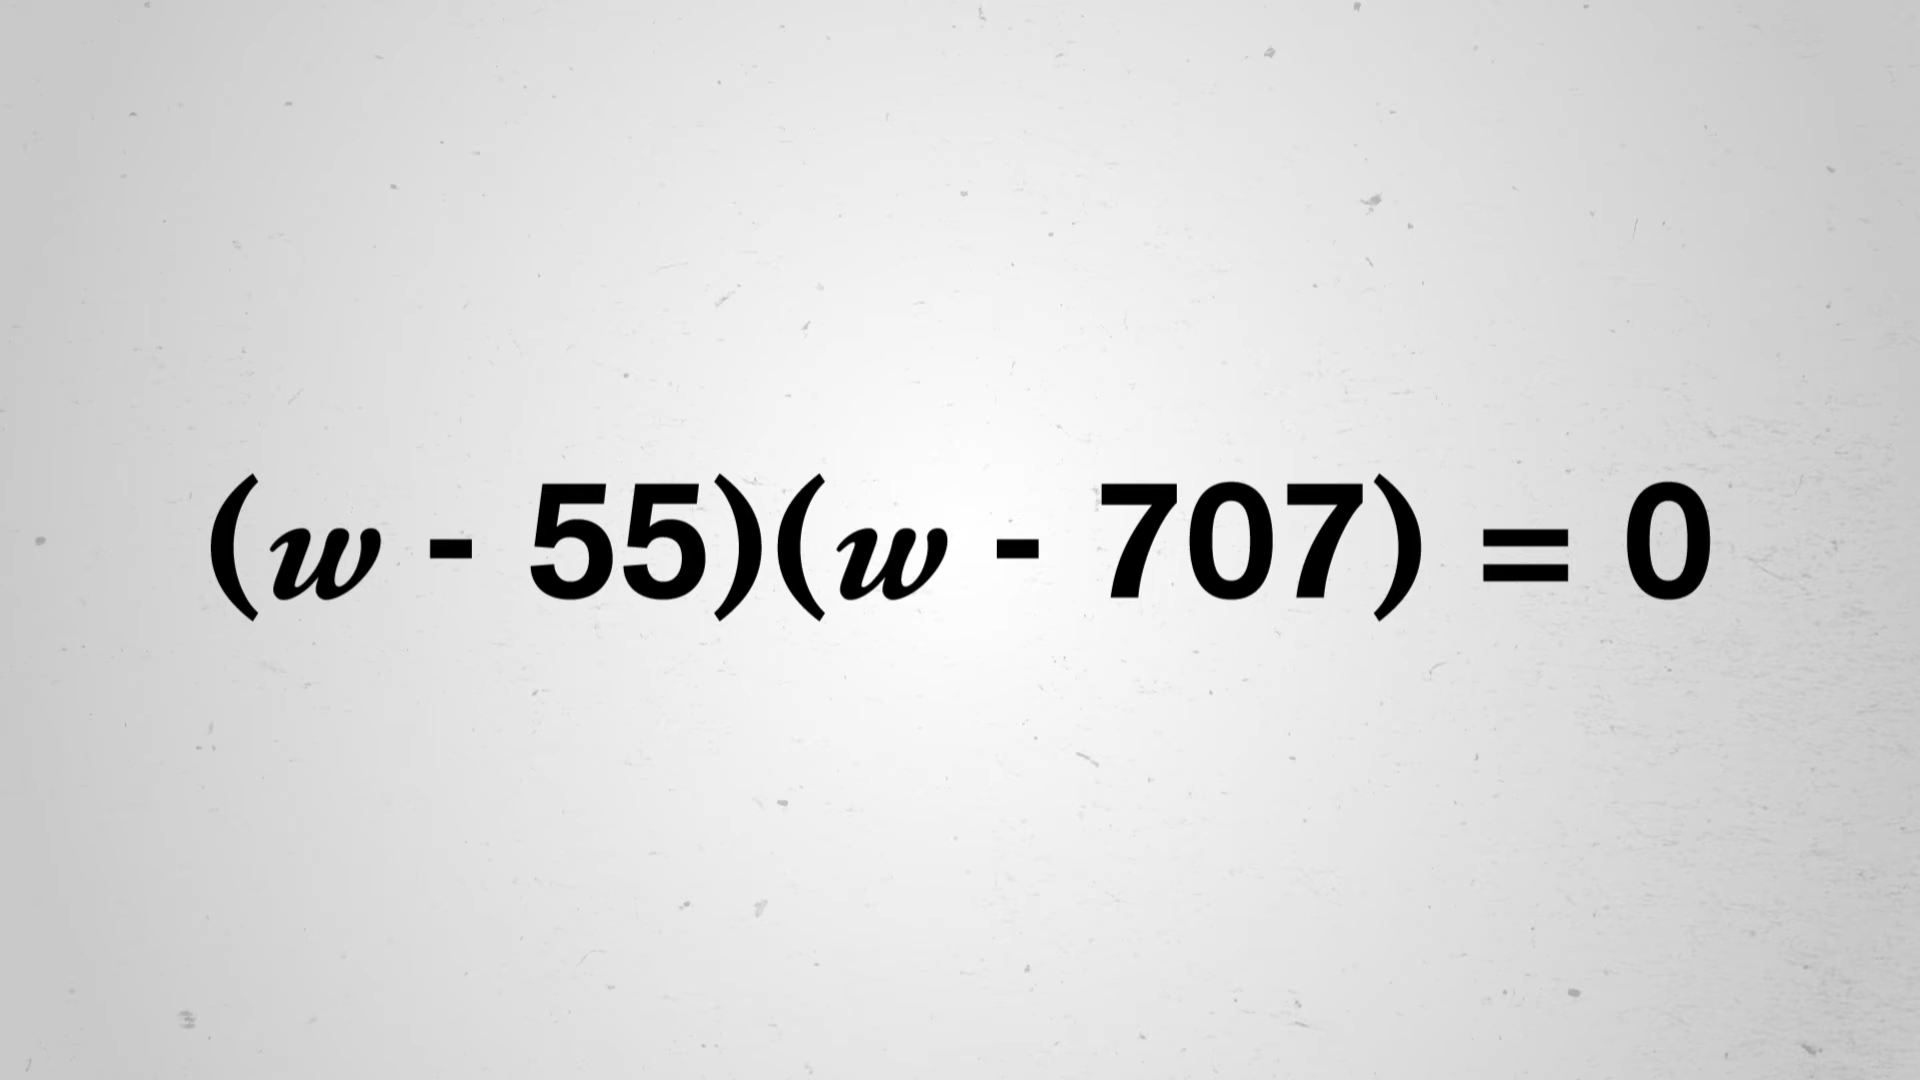 (w - 55)(w - 707) = 0